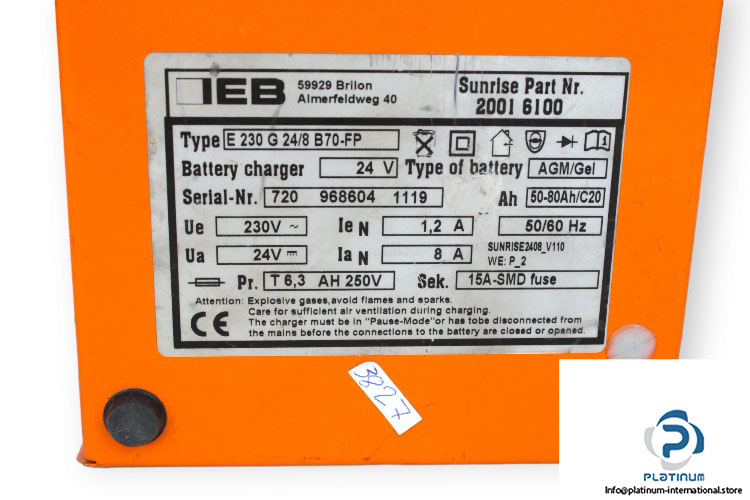 IEB
59929 Brilon
Almerfeldweg 40
Sunrise Part Nr.
2001 6100
Type E 230 G 24/8 B70-FP
1
Battery charger 24 V Type of battery AGM/Gel
Serial-Nr. 720 968604 1119 Ah 50-80Ah/C20
Ue 230V ~ Ie N 1,2 A 50/60 Hz
Ua 24V ⎓ Ia N 8 A
SUNRISE2408_V110
WE: P_2
Pr. T 6,3 AH 250V Sek. 15A-SMD fuse
Attention: Explosive gases,avoid flames and sparks.
Care for sufficient air ventilation during charging.
The charger must be in "Pause-Mode"or has tobe disconnected from
the mains before the connections to the battery are closed or opened.
CE
3827
PLATINUM
Info@platinum-international.store